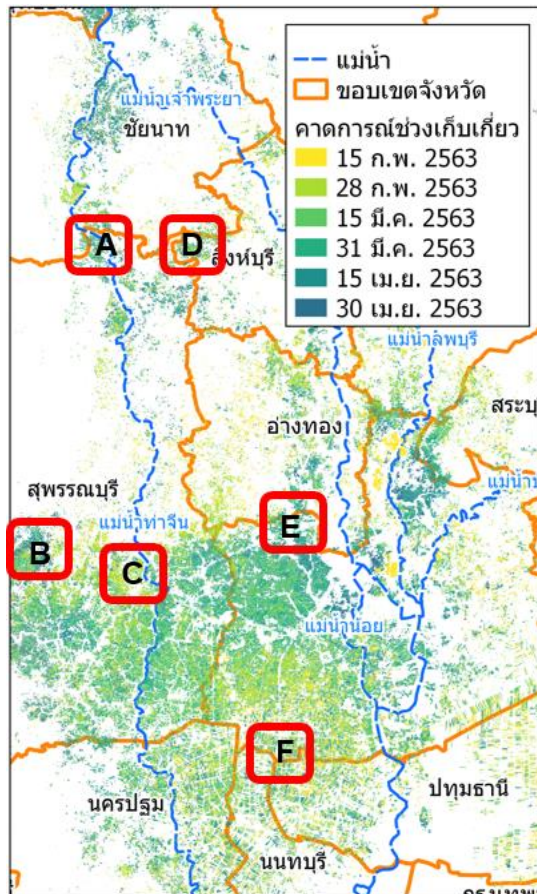 แม่น้ำ
ขอบเขตจังหวัด
คาดการณ์ช่วงเก็บเกี่ยว
15 ก.พ. 2563
28 ก.พ. 2563
15 มี.ค. 2563
31 มี.ค. 2563
15 เม.ย. 2563
30 เม.ย. 2563
แม่น้ำเจ้าพระยา
ชัยนาท
A
D
สิงห์บุรี
แม่น้ำลพบุรี
สระบุ
อ่างทอง
สุพรรณบุรี
แม่น้ำท่าจีน
E
B
C
แม่น้ำน้อย
F
ปทุมธานี
นครปฐม
นนทบุรี